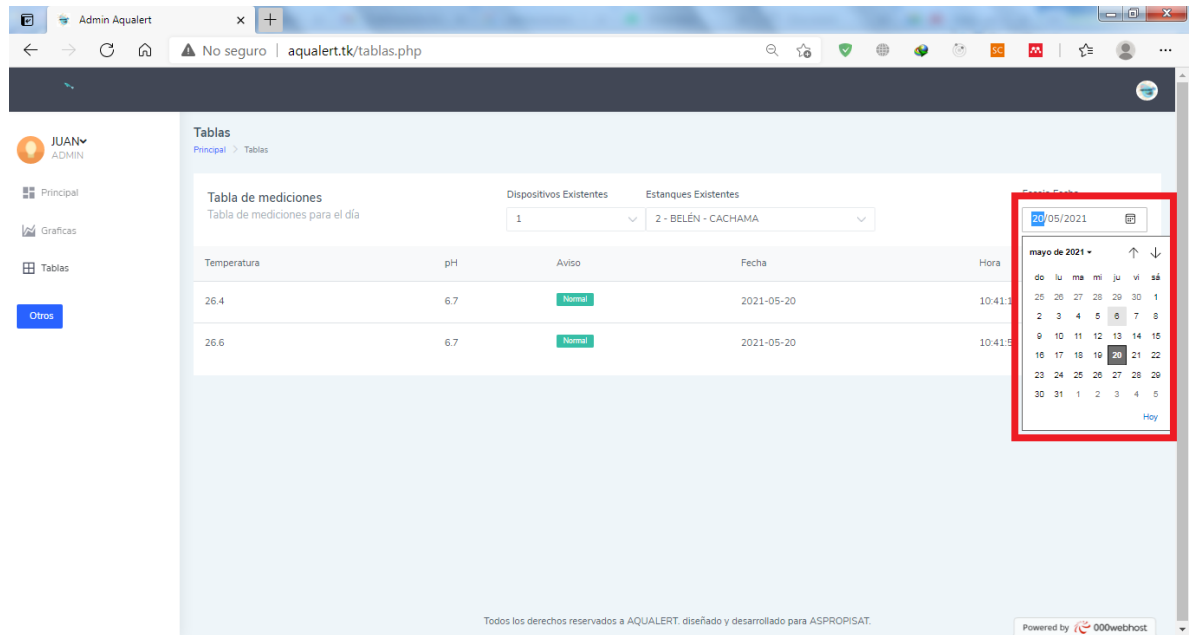 Admin Aqualert
No seguro | aqualert.tk/tablas.php
JUAN
ADMIN
Principal
Graficas
Tablas
Otros
Tablas
Principal > Tablas
Tabla de mediciones
Tabla de mediciones para el día
Dispositivos Existentes
1
Estanques Existentes
2 - BELÉN - CACHAMA
20/05/2021
mayo de 2021
do lu ma mi ju vi sá
25 26 27 28 29 30 1
2 3 4 5 6 7 8
9 10 11 12 13 14 15
16 17 18 19 20 21 22
23 24 25 26 27 28 29
30 31 1 2 3 4 5
Hoy
Temperatura pH Aviso Fecha Hora
26.4 6.7 Normal 2021-05-20 10:41:1
26.6 6.7 Normal 2021-05-20 10:41:5
Todos los derechos reservados a AQUALERT. diseñado y desarrollado para ASPROPISAT.
Powered by 000webhost